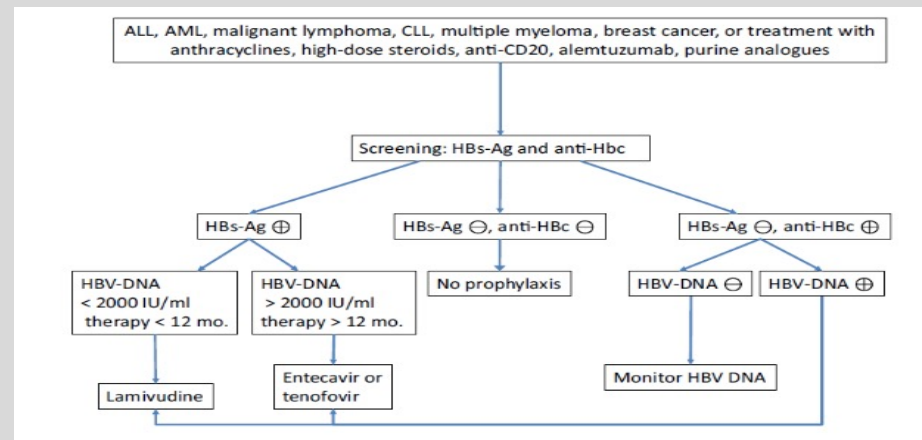 ALL, AML, malignant lymphoma, CLL, multiple myeloma, breast cancer, or treatment with
anthracyclines, high-dose steroids, anti-CD20, alemtuzumab, purine analogues
Screening: HBs-Ag and anti-Hbc
HBs-Ag ⊕
HBs-Ag ⊖, anti-HBc ⊖
HBs-Ag ⊖, anti-HBc ⊕
HBV-DNA
< 2000 IU/ml
therapy < 12 mo.
HBV-DNA
> 2000 IU/ml
therapy > 12 mo.
No prophylaxis
HBV-DNA ⊖
HBV-DNA ⊕
Lamivudine
Entecavir or
tenofovir
Monitor HBV DNA